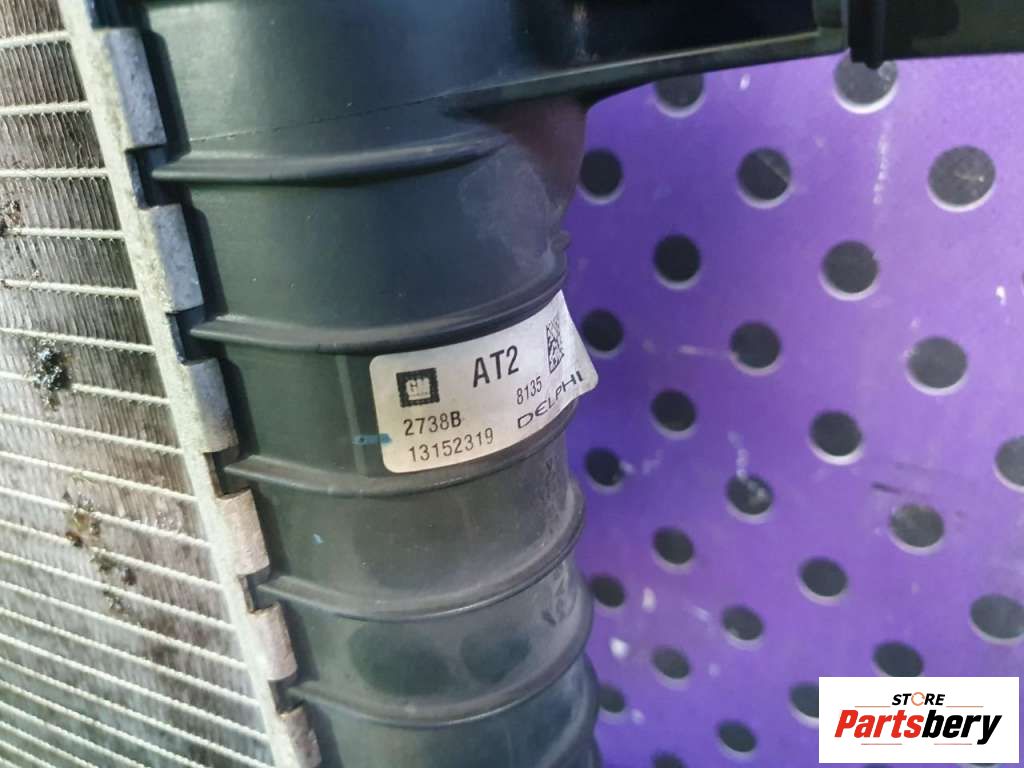 GM AT2
2738B 8135
13152319 DELPHI
STORE
Partsbery